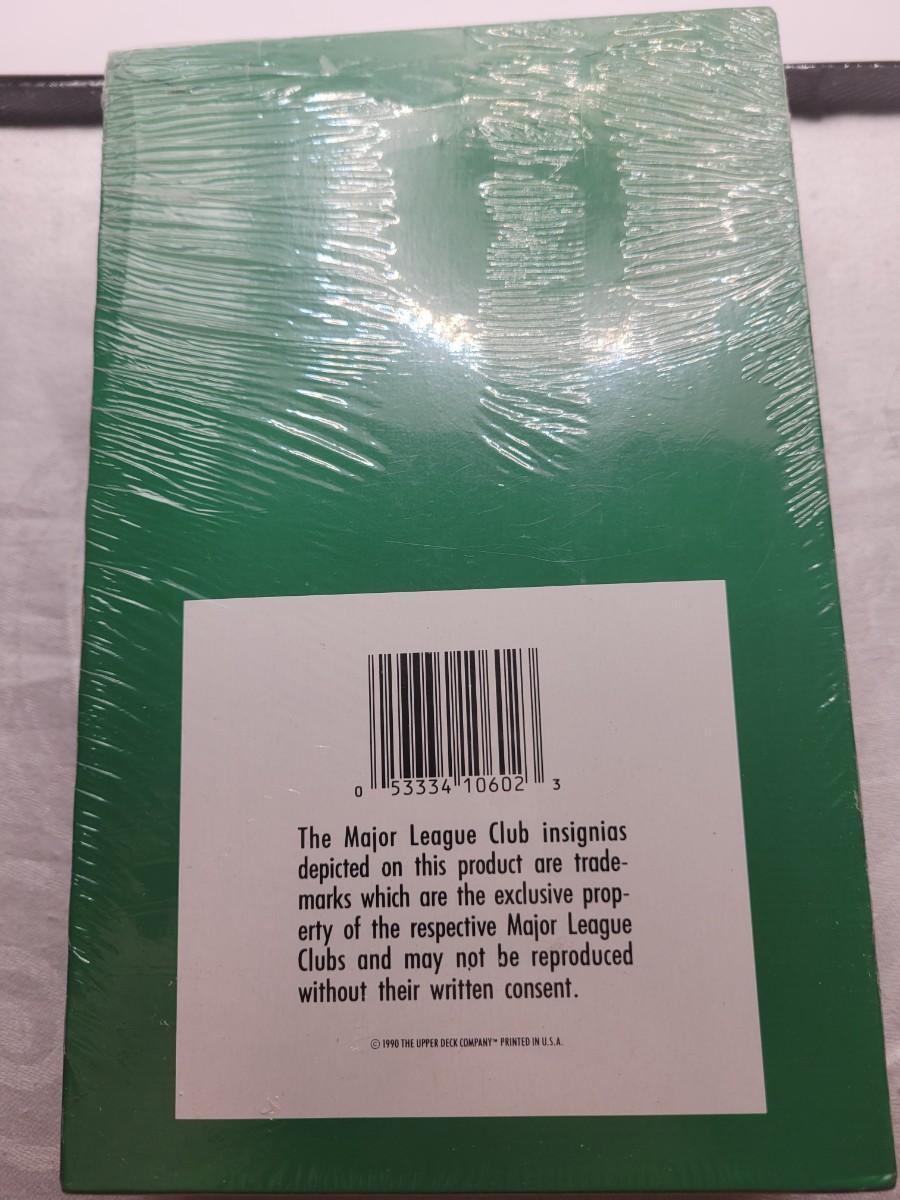 0 53334 10602 3
The Major League Club insignias
depicted on this product are trade-
marks which are the exclusive prop-
erty of the respective Major League
Clubs and may not be reproduced
without their written consent.
© 1990 THE UPPER DECK COMPANY™ PRINTED IN U.S.A.